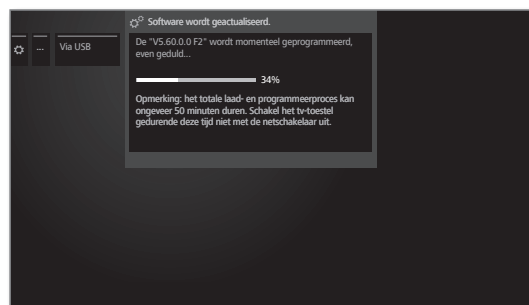 Software wordt geactualiseerd.
... Via USB
De "V5.60.0.0 F2" wordt momenteel geprogrammeerd,
even geduld...
34%
Opmerking: het totale laad- en programmeerproces kan
ongeveer 50 minuten duren. Schakel het tv-toestel
gedurende deze tijd niet met de netschakelaar uit.